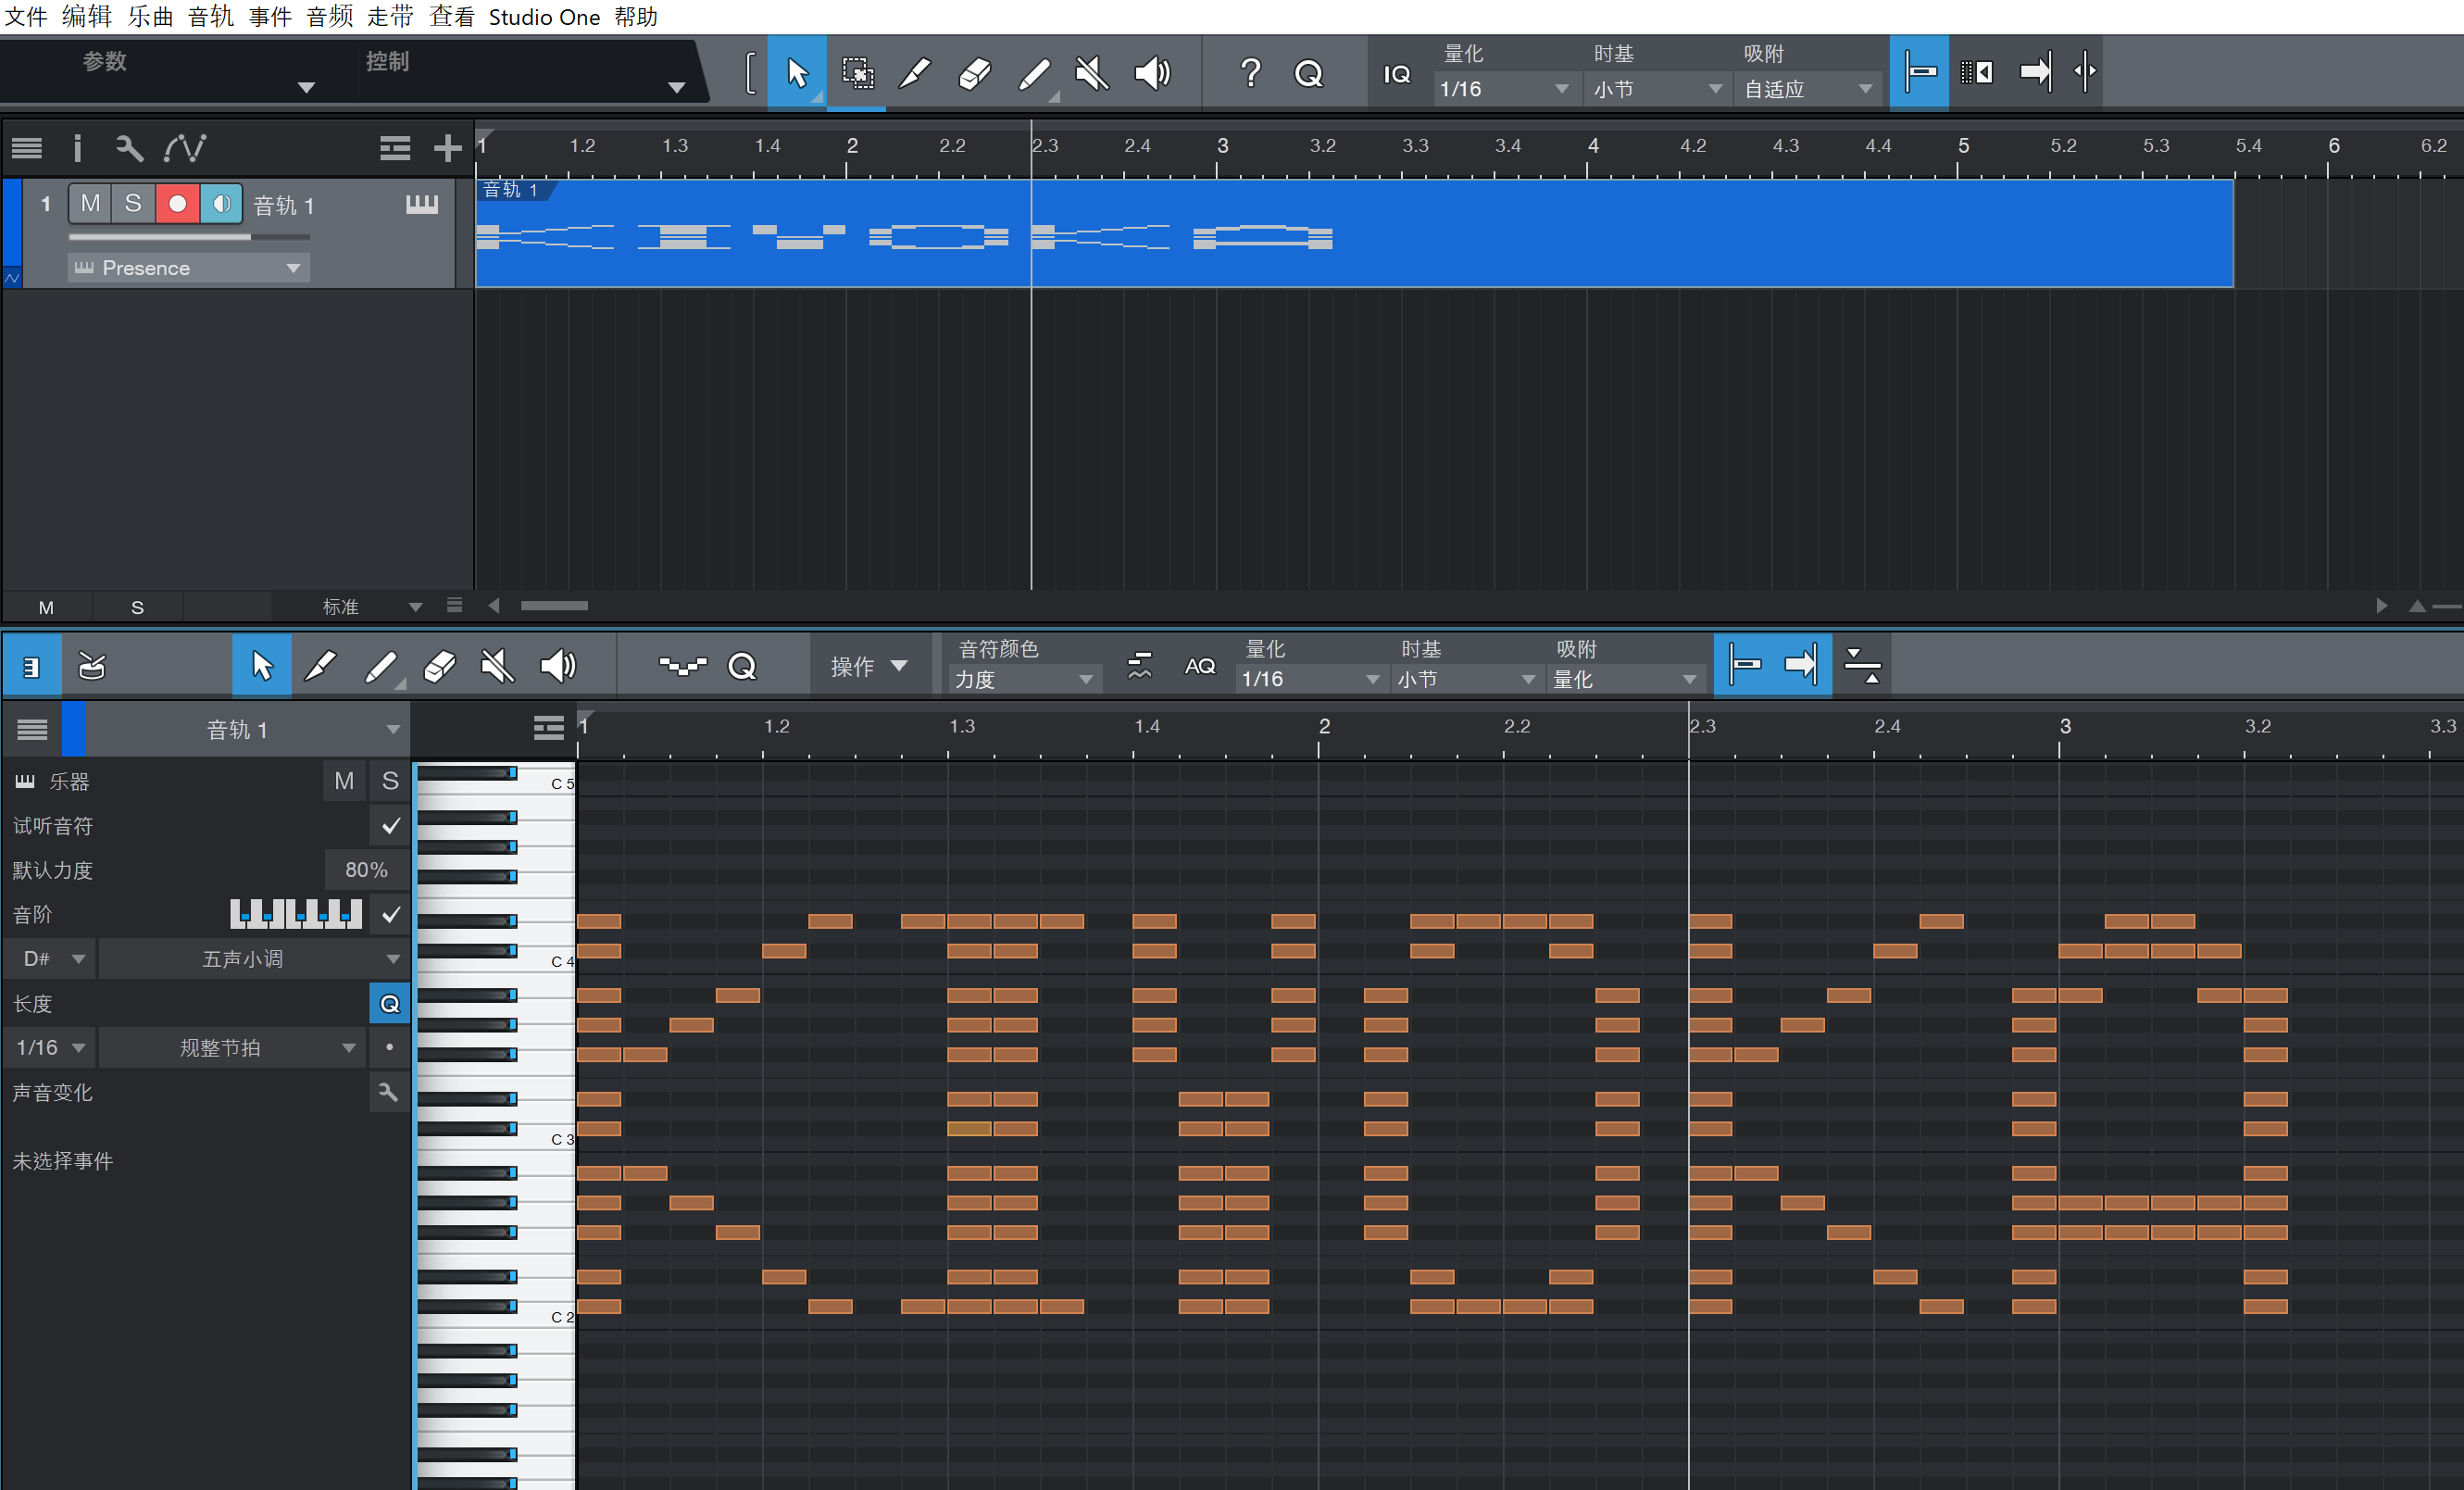 文件 编辑 乐曲 音轨 事件 音频 走带 查看 Studio One 帮助
参数 控制
? Q IQ 量化 时基 吸附
1/16 小节 自适应
i 1 1.2 1.3 1.4 2 2.2 2.3 2.4 3 3.2 3.3 3.4 4 4.2 4.3 4.4 5 5.2 5.3 5.4 6 6.2
音轨 1
1 M S 音轨 1
Presence
M S 标准
Q 操作 音符颜色 AQ 量化 时基 吸附
力度 1/16 小节 量化
音轨 1 1 1.2 1.3 1.4 2 2.2 2.3 2.4 3 3.2 3.3
乐器 M S C 5
试听音符
默认力度 80%
音阶
D# 五声小调 C 4
长度 Q
1/16 规整节拍
声音变化
C 3
未选择事件
C 2